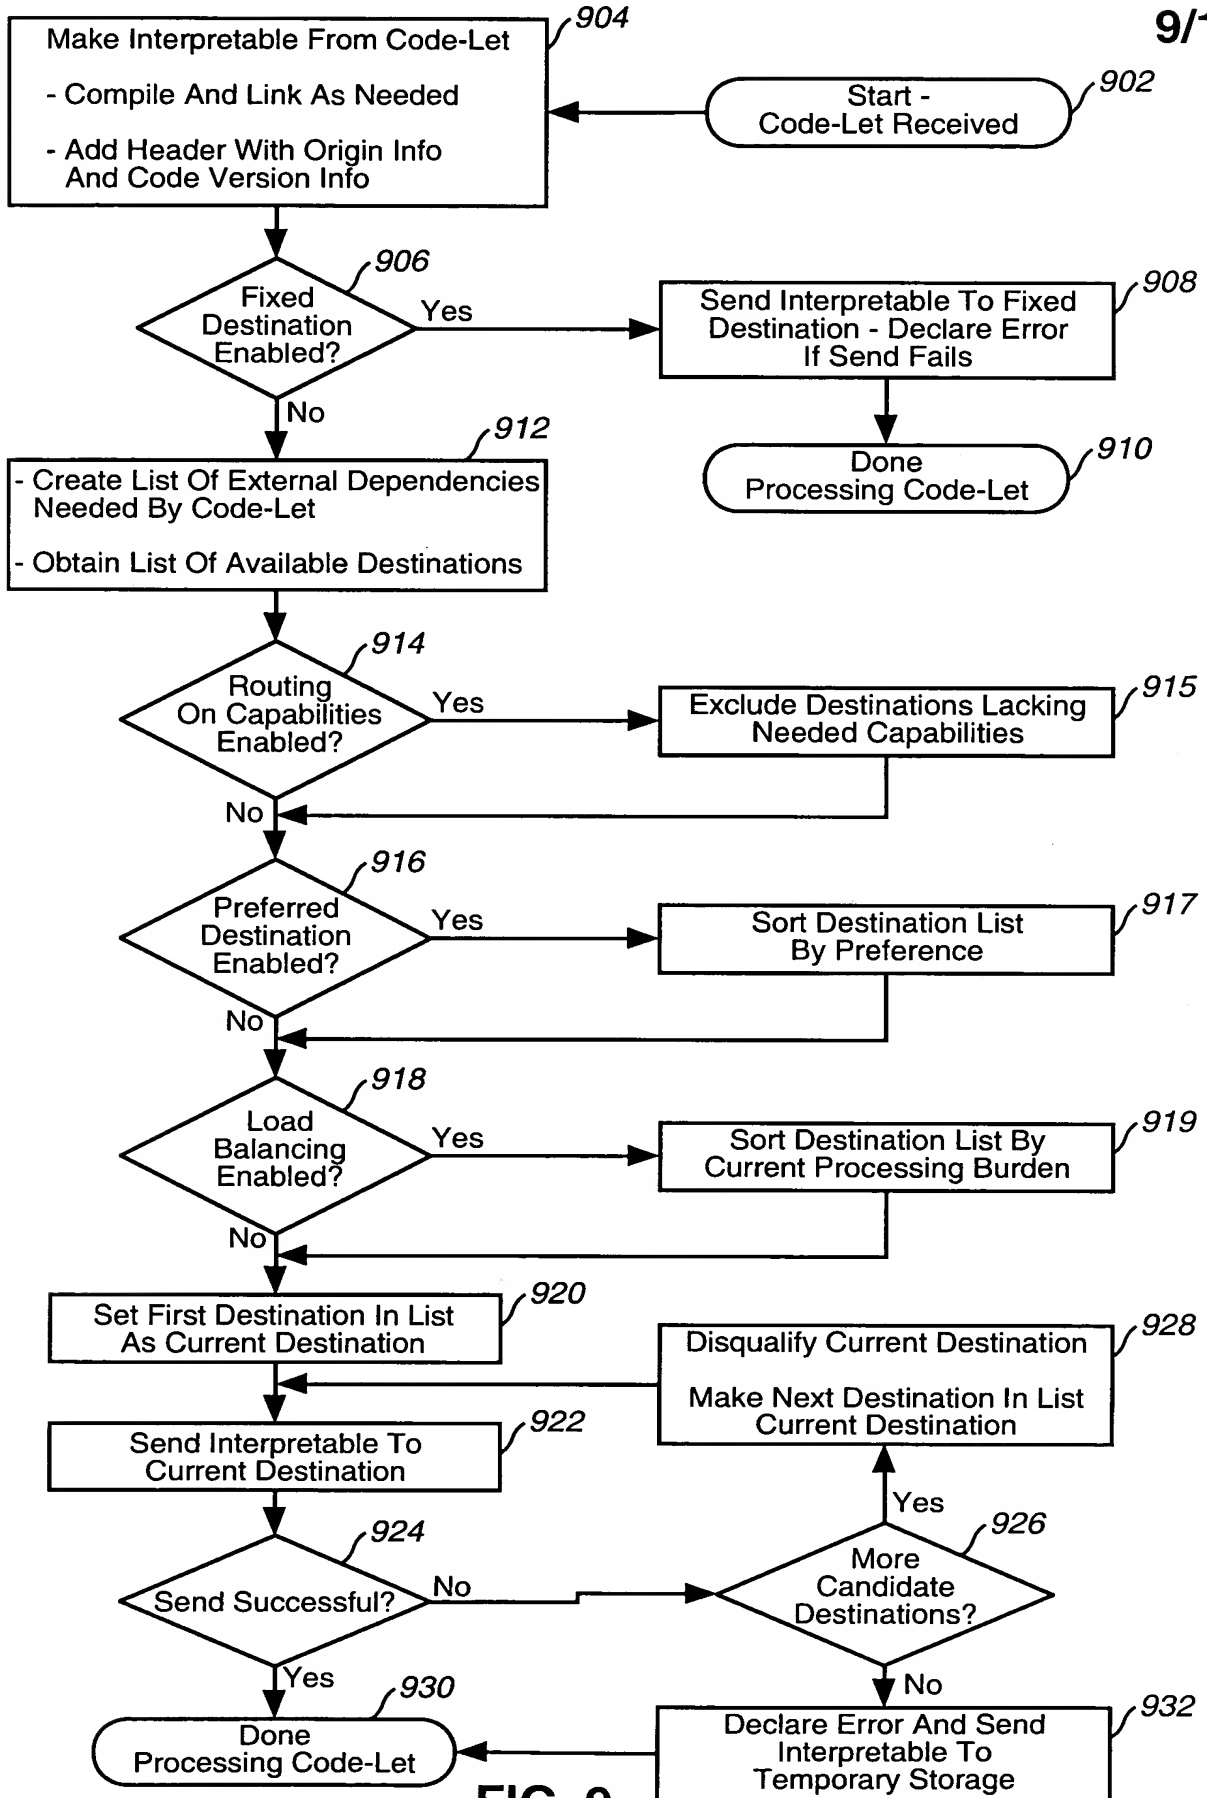 9/1
902
Start -
Code-Let Received
904
Make Interpretable From Code-Let
- Compile And Link As Needed
- Add Header With Origin Info
And Code Version Info
906
Fixed
Destination
Enabled?
Yes
No
908
Send Interpretable To Fixed
Destination - Declare Error
If Send Fails
910
Done
Processing Code-Let
912
- Create List Of External Dependencies
Needed By Code-Let
- Obtain List Of Available Destinations
914
Routing
On Capabilities
Enabled?
Yes
No
915
Exclude Destinations Lacking
Needed Capabilities
916
Preferred
Destination
Enabled?
Yes
No
917
Sort Destination List
By Preference
918
Load
Balancing
Enabled?
Yes
No
919
Sort Destination List By
Current Processing Burden
920
Set First Destination In List
As Current Destination
922
Send Interpretable To
Current Destination
924
Send Successful?
No
Yes
926
More
Candidate
Destinations?
Yes
No
928
Disqualify Current Destination
Make Next Destination In List
Current Destination
930
Done
Processing Code-Let
932
Declare Error And Send
Interpretable To
Temporary Storage